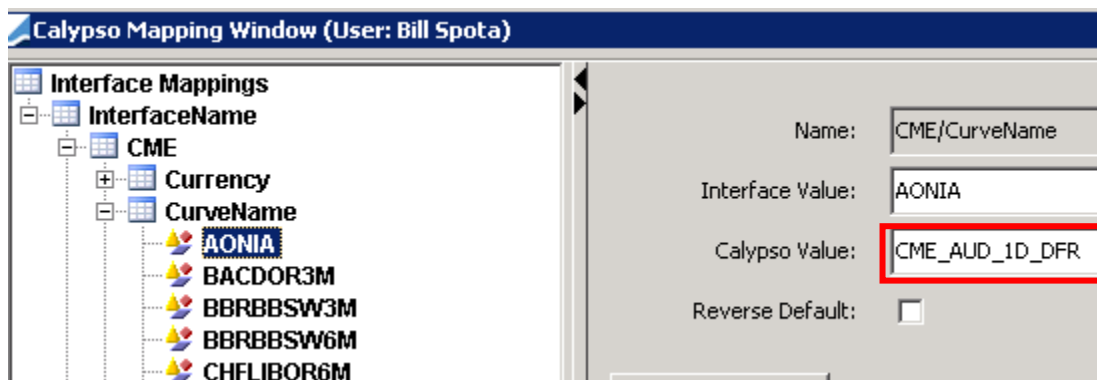 Calypso Mapping Window (User: Bill Spota)
Interface Mappings
InterfaceName
CME
Currency
CurveName
AONIA
BACDOR3M
BBRBBSW3M
BBRBBSW6M
CHFLIBOR6M
Name: CME/CurveName
Interface Value: AONIA
Calypso Value: CME_AUD_1D_DFR
Reverse Default: